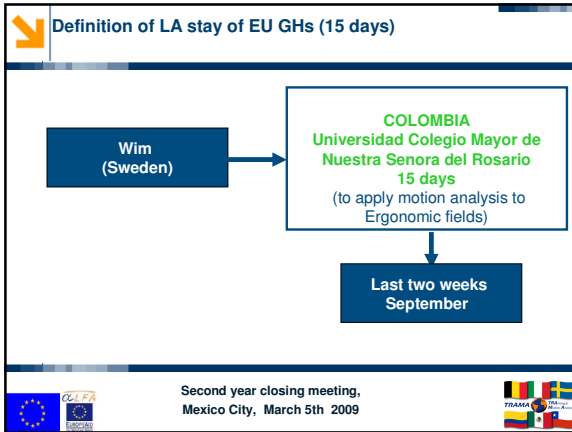 Definition of LA stay of EU GHs (15 days)
Wim
(Sweden)
COLOMBIA
Universidad Colegio Mayor de
Nuestra Senora del Rosario
15 days
(to apply motion analysis to
Ergonomic fields)
Last two weeks
September
Second year closing meeting,
Mexico City, March 5th 2009
αLFA
EUROPEAID
TRAMA